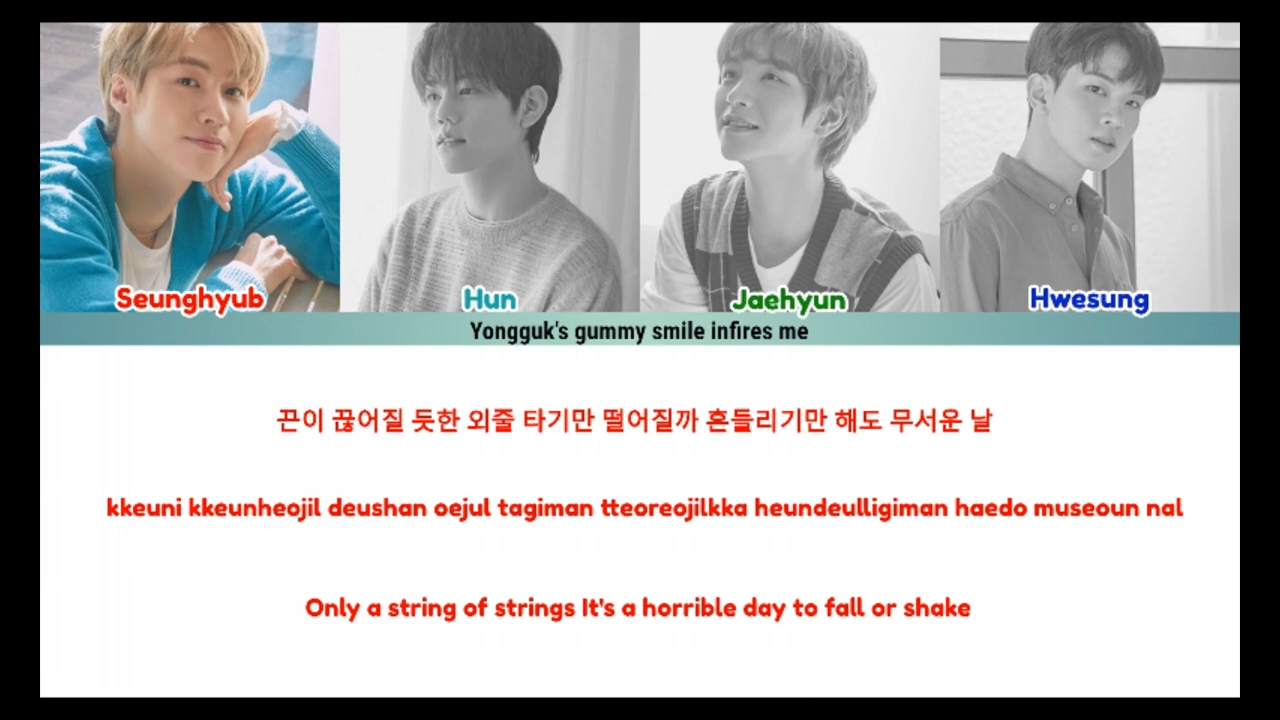 Seunghyub Hun Jaehyun Hwesung
Yongguk's gummy smile infires me
끈이 끊어질 듯한 외줄 타기만 떨어질까 흔들리기만 해도 무서운 날
kkeuni kkeunheojil deushan oejul tagiman tteoreojilkka heundeulligiman haedo museoun nal
Only a string of strings It's a horrible day to fall or shake